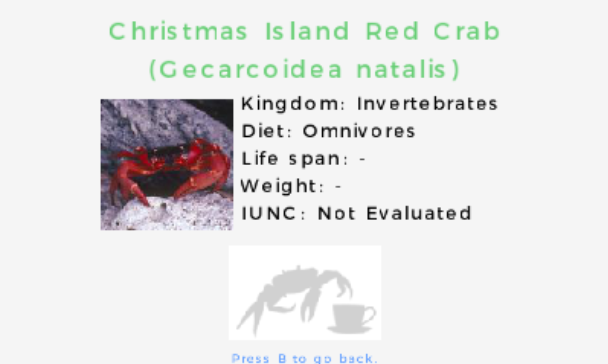 Christmas Island Red Crab
(Gecarcoidea natalis)
Kingdom: Invertebrates
Diet: Omnivores
Life span: -
Weight: -
IUNC: Not Evaluated
Press B to go back.